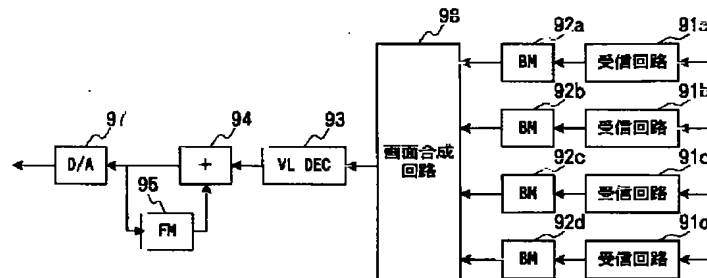 98
92a
91a
BM
受信回路
92b
91b
BM
受信回路
97
94
93
D/A
+
VL DEC
画面合成
回路
95
FM
92c
91c
BM
受信回路
92d
91d
BM
受信回路